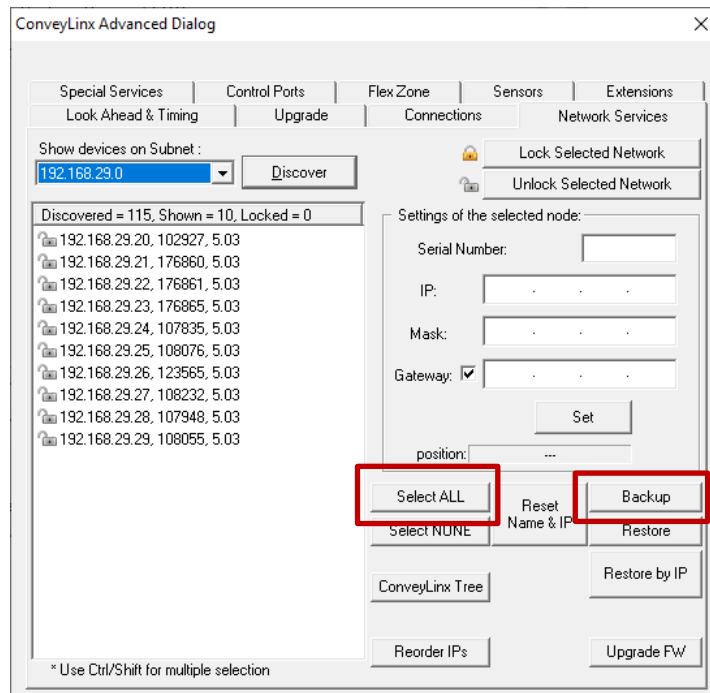 ConveyLinx Advanced Dialog
Special Services
Control Ports
Flex Zone
Sensors
Extensions
Look Ahead & Timing
Upgrade
Connections
Network Services
Show devices on Subnet :
192.168.29.0
Discover
Lock Selected Network
Unlock Selected Network
Discovered = 115, Shown = 10, Locked = 0
192.168.29.20, 102927, 5.03
192.168.29.21, 176860, 5.03
192.168.29.22, 176861, 5.03
192.168.29.23, 176865, 5.03
192.168.29.24, 107835, 5.03
192.168.29.25, 108076, 5.03
192.168.29.26, 123565, 5.03
192.168.29.27, 108232, 5.03
192.168.29.28, 107948, 5.03
192.168.29.29, 108055, 5.03
* Use Ctrl/Shift for multiple selection
Settings of the selected node:
Serial Number:
IP:
Mask:
Gateway:
Set
position: ---
Select ALL
Reset
Name & IP
Backup
Select NONE
Restore
ConveyLinx Tree
Restore by IP
Reorder IPs
Upgrade FW